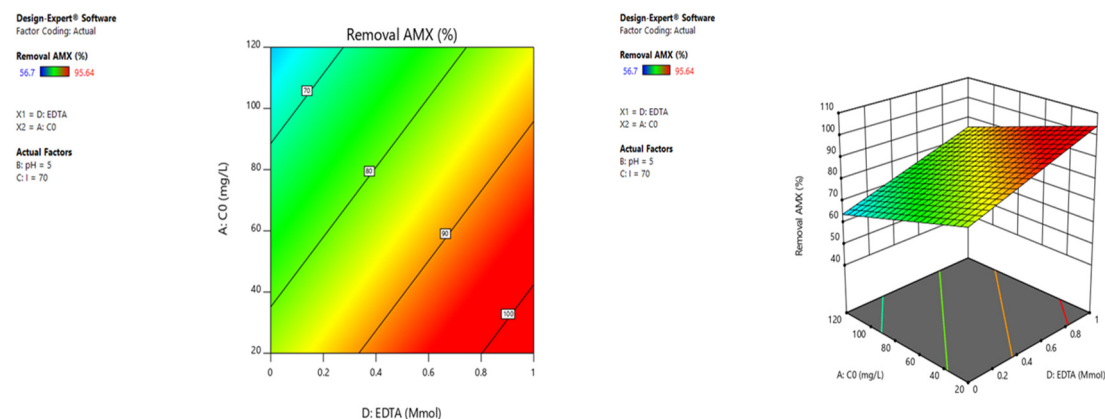 Design-Expert® Software
Factor Coding: Actual
Removal AMX (%)
56.7 95.64
X1 = D: EDTA
X2 = A: C0
Actual Factors
B: pH = 5
C: I = 70
Removal AMX (%)
120
100
80
60
40
20
A: C0 (mg/L)
70
80
90
100
0 0.2 0.4 0.6 0.8 1
D: EDTA (Mmol)
Design-Expert® Software
Factor Coding: Actual
Removal AMX (%)
56.7 95.64
X1 = D: EDTA
X2 = A: C0
Actual Factors
B: pH = 5
C: I = 70
110
100
90
80
70
60
50
40
Removal AMX (%)
120
100
80
60
40
20
A: C0 (mg/L)
0
0.2
0.4
0.6
0.8
1
D: EDTA (Mmol)